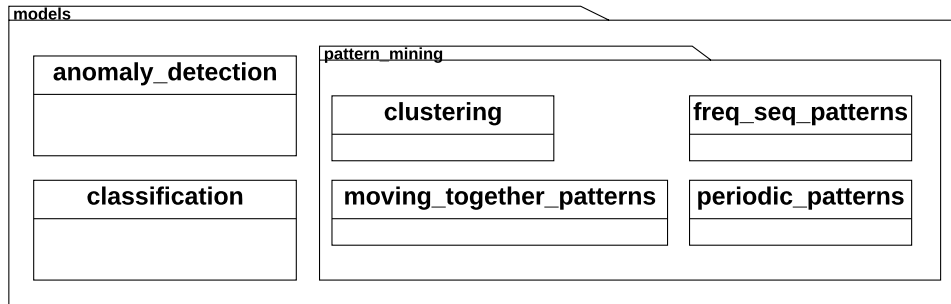 models
pattern_mining
anomaly_detection
clustering
freq_seq_patterns
classification
moving_together_patterns
periodic_patterns